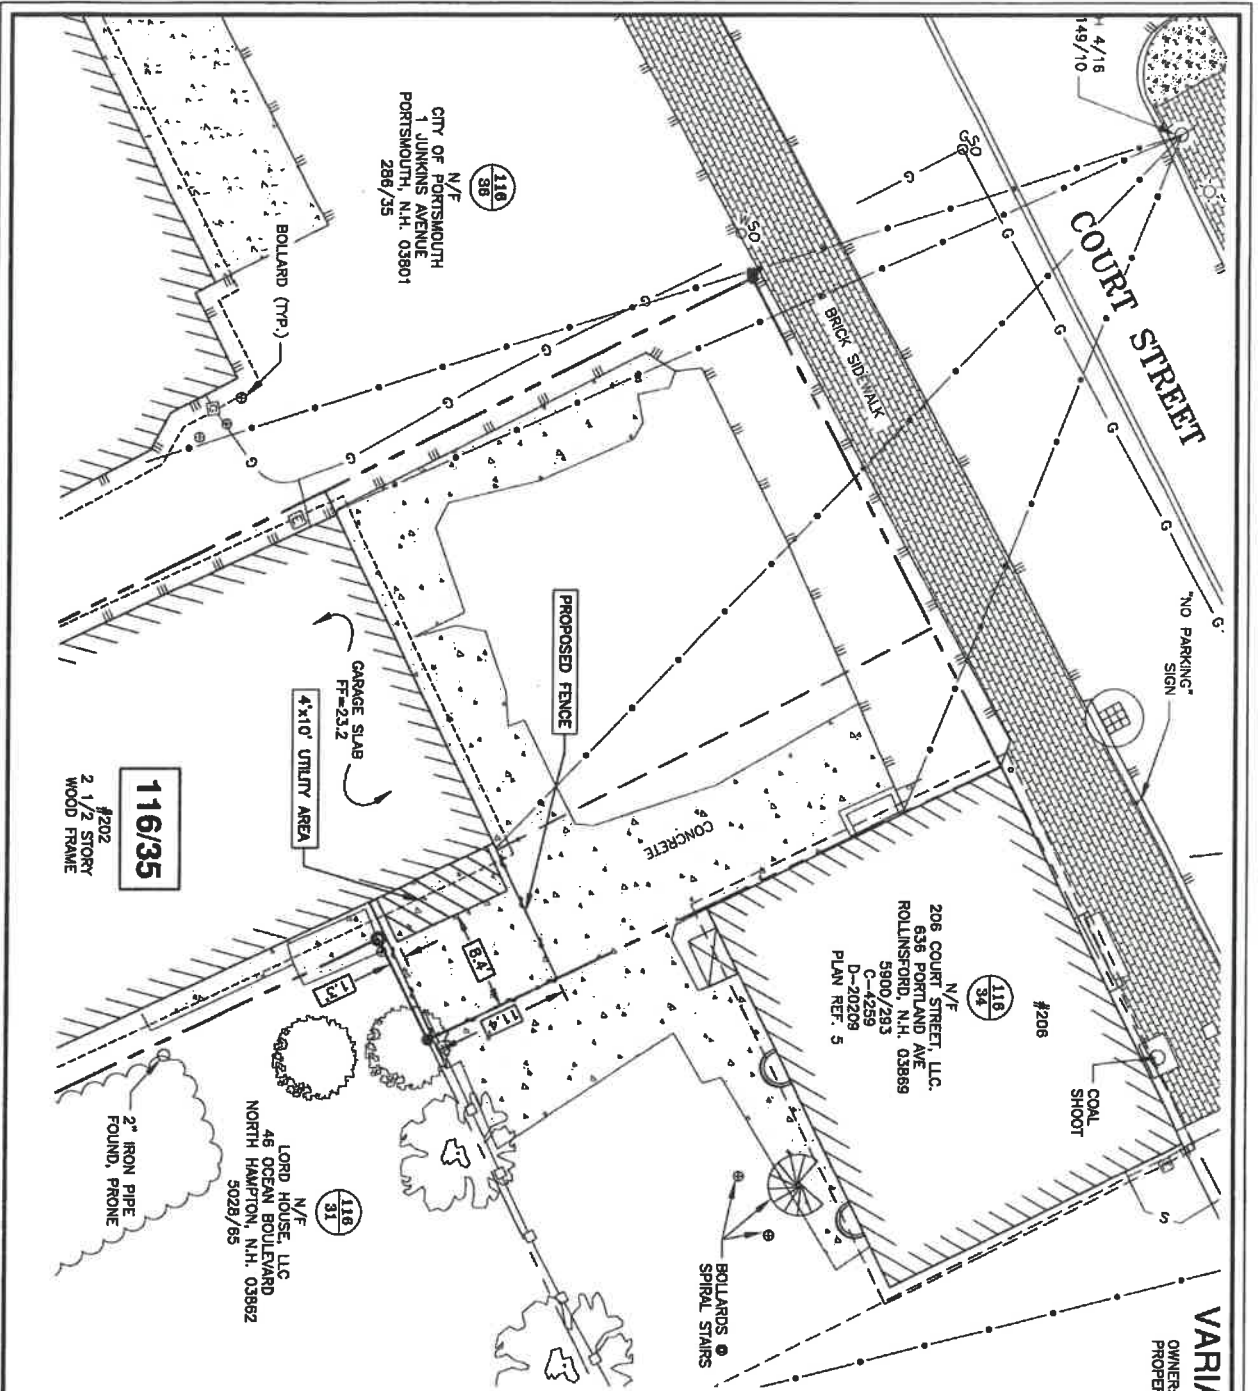 H 4/16
149/10
COURT STREET
GSO
G
G
G
G
G
G
WSO
BRICK SIDEWALK
"NO PARKING"
SIGN
116
36
N/F
CITY OF PORTSMOUTH
1 JUNKINS AVENUE
PORTSMOUTH, N.H. 03801
286/35
BOLLARD (TYP.)
G
G
G
G
G
E
PROPOSED FENCE
GARAGE SLAB
FF=23.2
4'x10' UTILITY AREA
116/35
#202
2 1/2 STORY
WOOD FRAME
CONCRETE
8.4'
11.4'
1.3'
#206
116
34
N/F
206 COURT STREET, LLC.
636 PORTLAND AVE
ROLLINSFORD, N.H. 03869
5900/293
C-42259
D-20209
PLAN REF. 5
COAL
SHOOT
S
BOLLARDS @
SPIRAL STAIRS
116
31
N/F
LORD HOUSE, LLC
46 OCEAN BOULEVARD
NORTH HAMPTON, N.H. 03862
5028/65
2" IRON PIPE
FOUND, PRONE
VARIA
OWNER:
PROPE